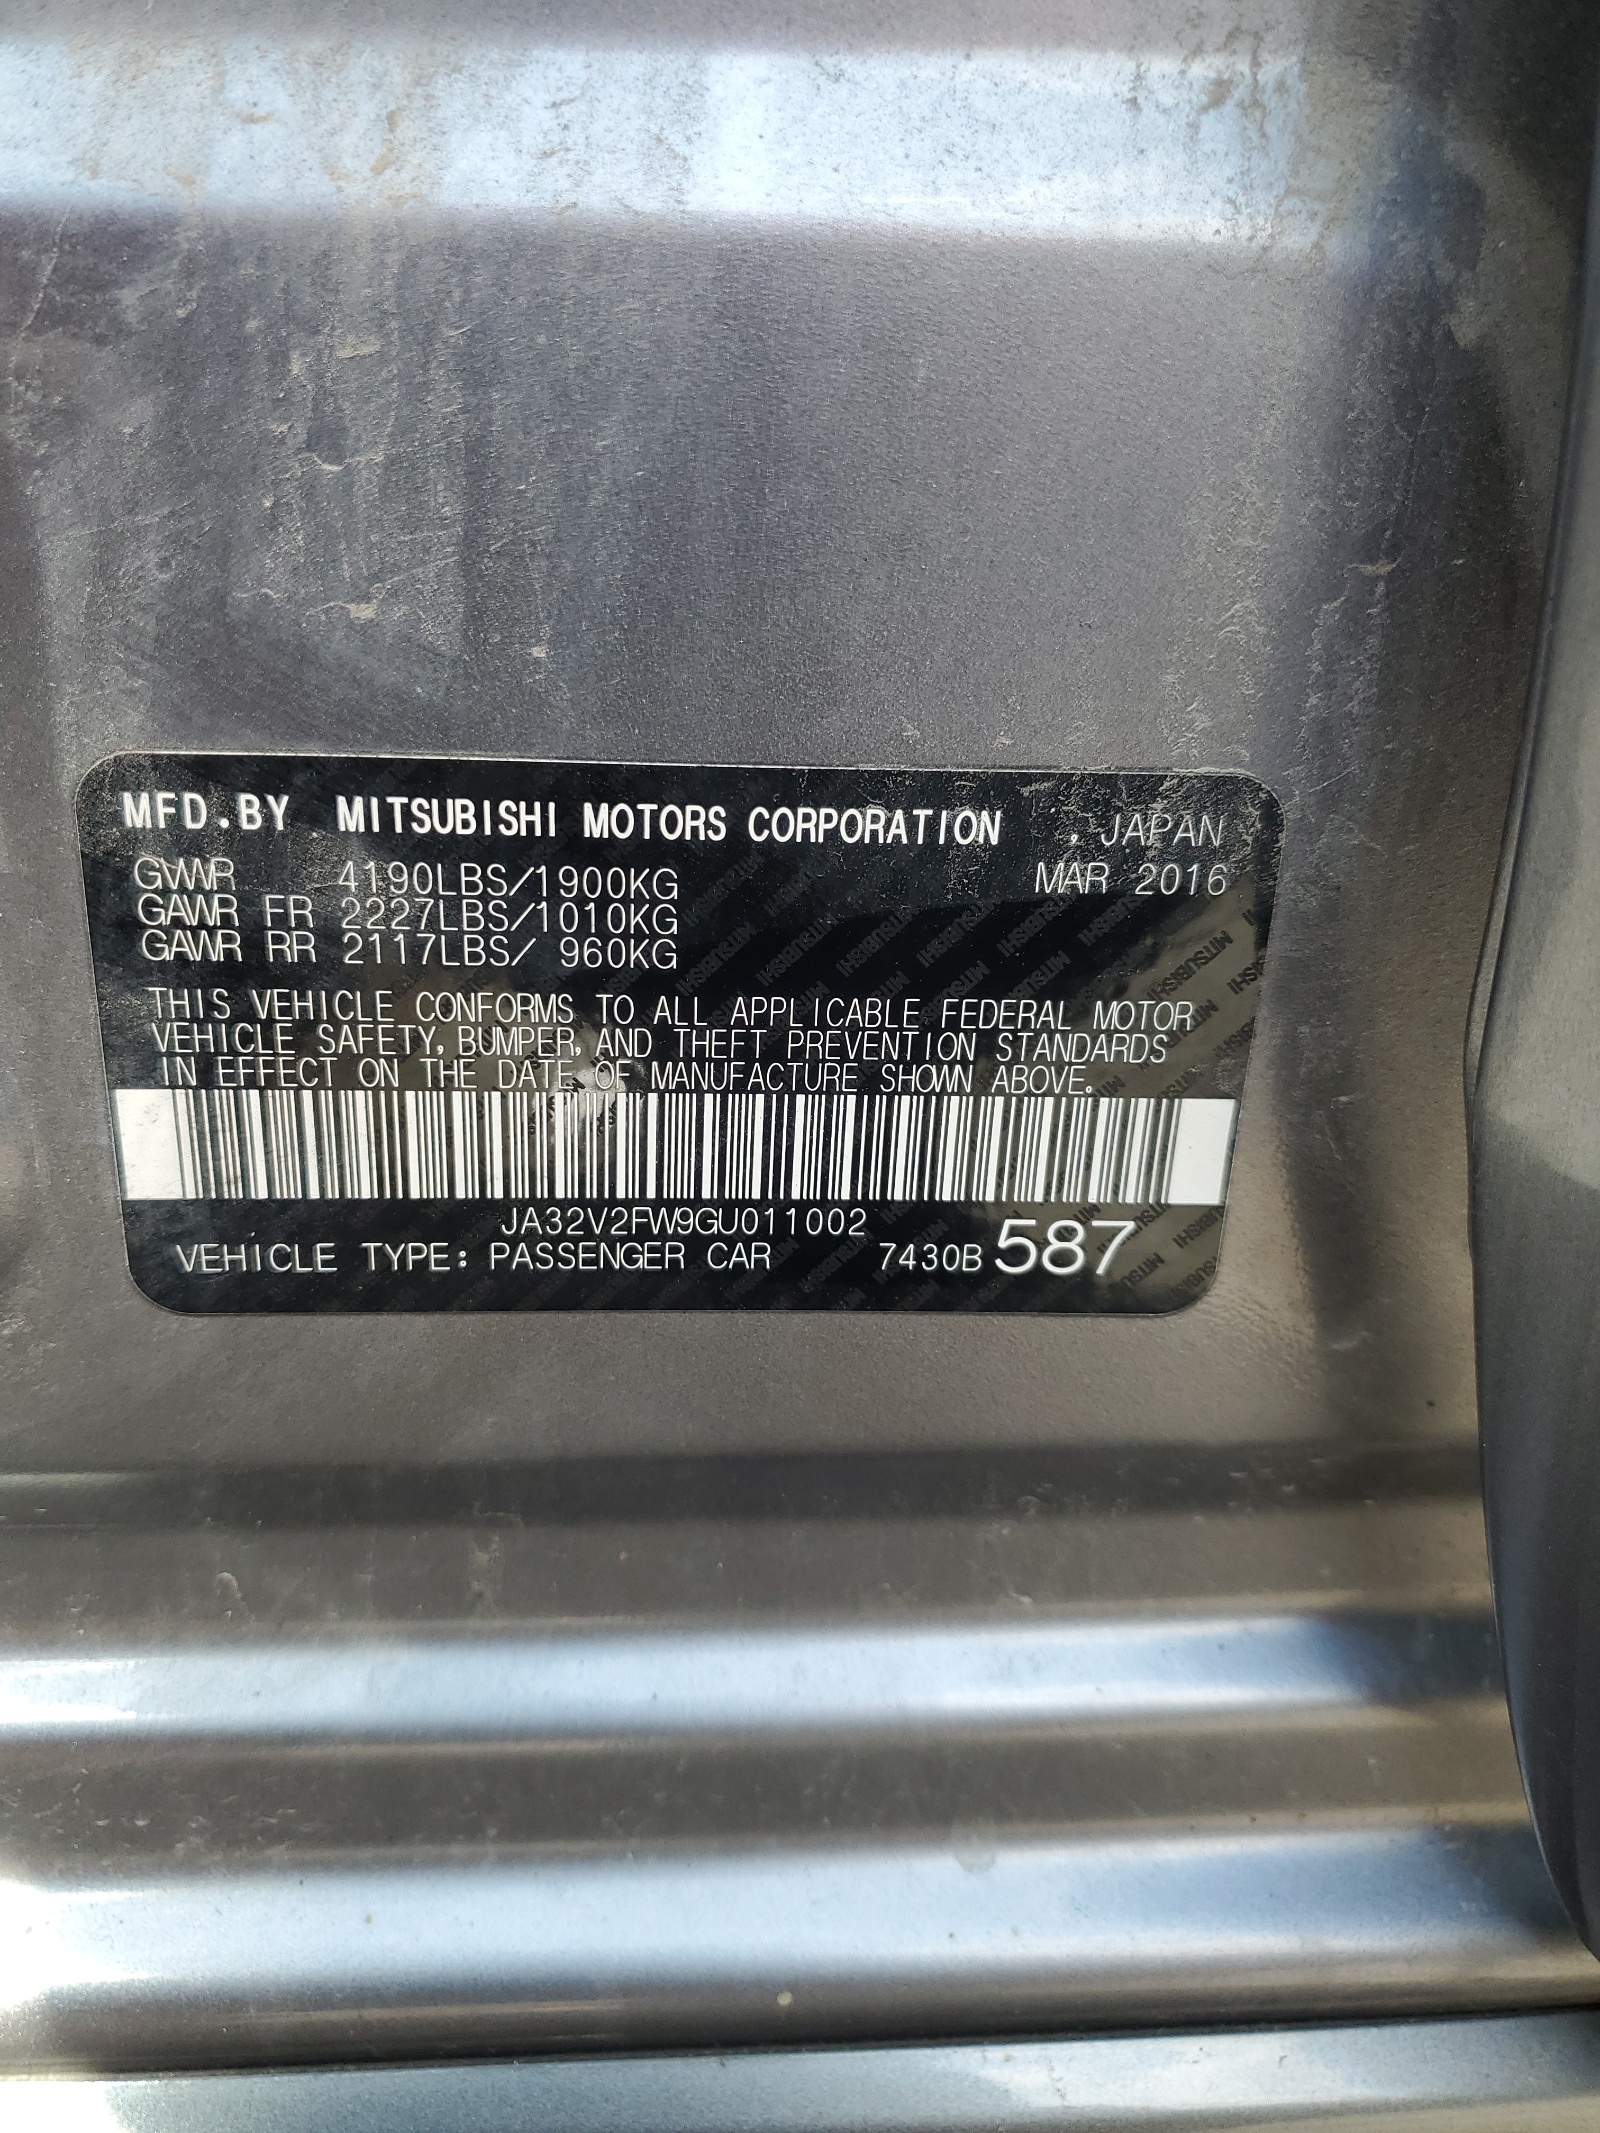 MFD.BY MITSUBISHI MOTORS CORPORATION , JAPAN
GVWR 4190LBS/1900KG MAR 2016
GAWR FR 2227LBS/1010KG
GAWR RR 2117LBS/ 960KG
THIS VEHICLE CONFORMS TO ALL APPLICABLE FEDERAL MOTOR
VEHICLE SAFETY, BUMPER, AND THEFT PREVENTION STANDARDS
IN EFFECT ON THE DATE OF MANUFACTURE SHOWN ABOVE.
JA32V2FW9GU011002
VEHICLE TYPE: PASSENGER CAR 7430B 587